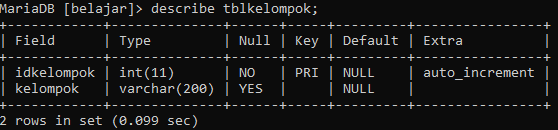 MariaDB [belajar]> describe tblkelompok;
+------------+--------------+------+-----+---------+----------------+
| Field      | Type         | Null | Key | Default | Extra          |
+------------+--------------+------+-----+---------+----------------+
| idkelompok | int(11)      | NO   | PRI | NULL    | auto_increment |
| kelompok   | varchar(200) | YES  |     | NULL    |                |
+------------+--------------+------+-----+---------+----------------+
2 rows in set (0.099 sec)